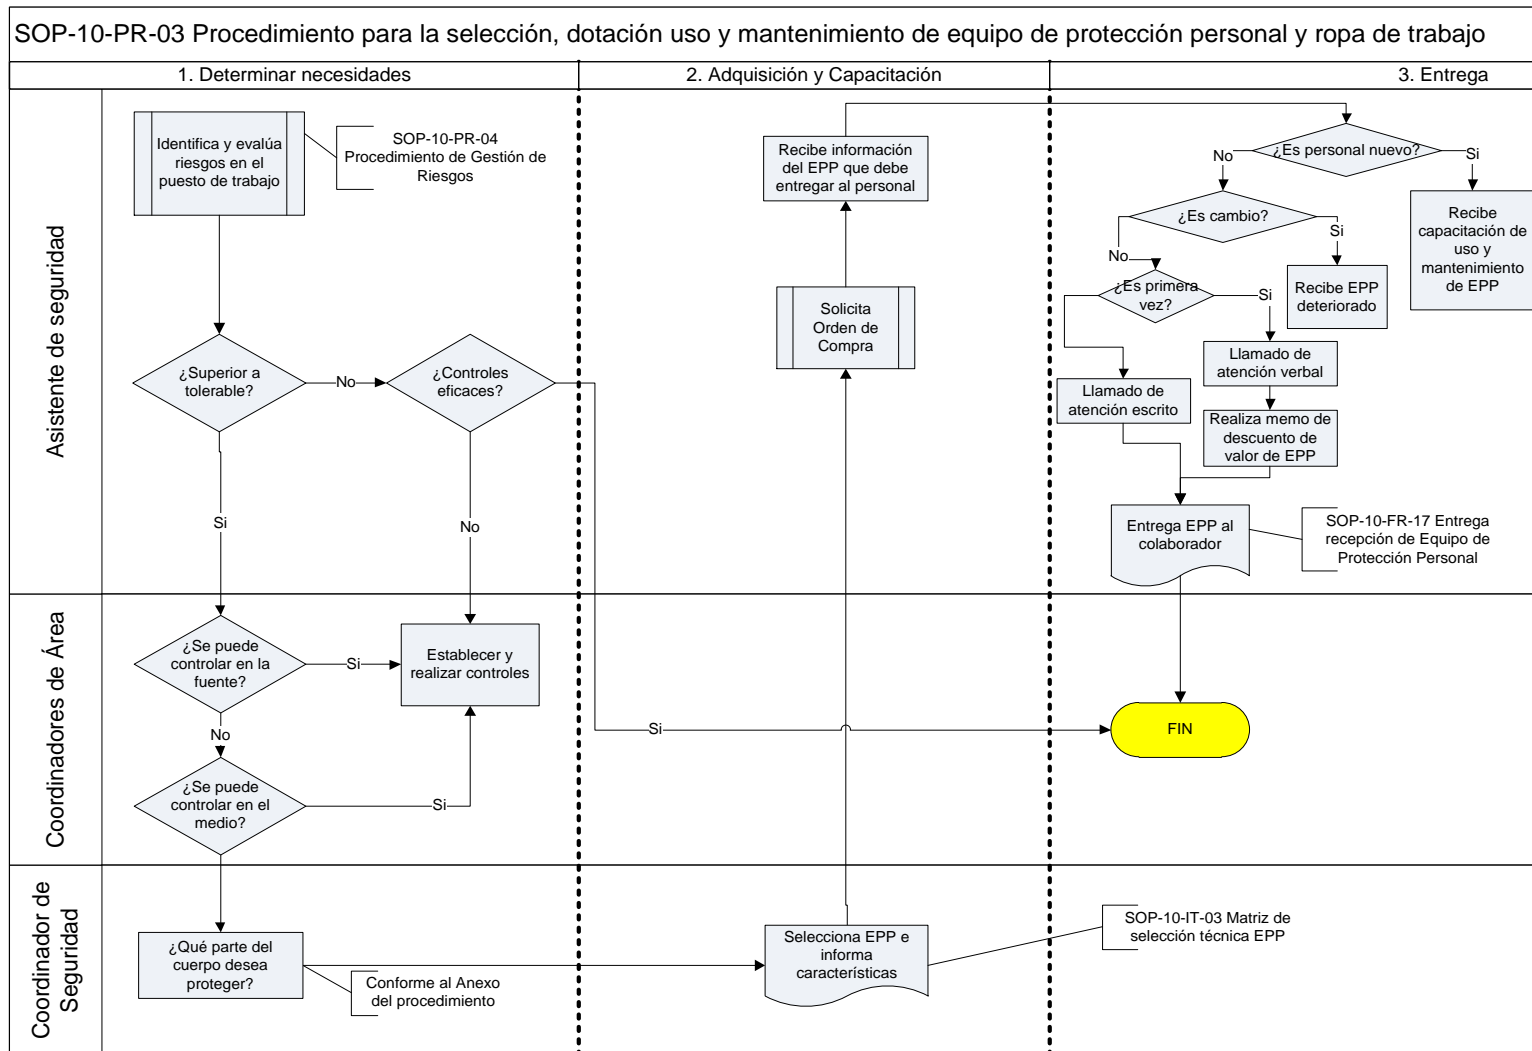 SOP-10-PR-03 Procedimiento para la selección, dotación uso y mantenimiento de equipo de protección personal y ropa de trabajo
1. Determinar necesidades
2. Adquisición y Capacitación
3. Entrega
Asistente de seguridad
Identifica y evalúa
riesgos en el
puesto de trabajo
SOP-10-PR-04
Procedimiento de Gestión de
Riesgos
¿Superior a
tolerable?
No
¿Controles
eficaces?
Si
No
Recibe información
del EPP que debe
entregar al personal
Solicita
Orden de
Compra
¿Es personal nuevo?
No
Si
¿Es cambio?
Recibe
capacitación de
uso y
mantenimiento
de EPP
Si
No
¿Es primera
vez?
Si
Recibe EPP
deteriorado
Llamado de
atención verbal
Llamado de
atención escrito
Realiza memo de
descuento de
valor de EPP
Entrega EPP al
colaborador
SOP-10-FR-17 Entrega
recepción de Equipo de
Protección Personal
Coordinadores de Área
¿Se puede
controlar en la
fuente?
Si
Establecer y
realizar controles
No
Si
FIN
¿Se puede
controlar en el
medio?
Si
Coordinador de
Seguridad
¿Qué parte del
cuerpo desea
proteger?
Conforme al Anexo
del procedimiento
Selecciona EPP e
informa
característícas
SOP-10-IT-03 Matriz de
selección técnica EPP